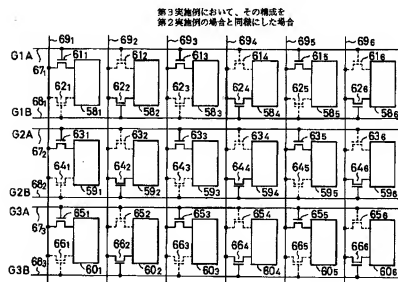 第3実施例において、その構成を
第2実施例の場合と同様にした場合
69₁ 69₂ 69₃ 69₄ 69₅ 69₆
G1A 61₁ 61₂ 61₃ 61₄ 61₅ 61₆
67₁
62₁ 62₂ 62₃ 62₄ 62₅ 62₆
68₁
G1B 58₁ 58₂ 58₃ 58₄ 58₅ 58₆
G2A 63₁ 63₂ 63₃ 63₄ 63₅ 63₆
67₂
64₁ 64₂ 64₃ 64₄ 64₅ 64₆
68₂
G2B 59₁ 59₂ 59₃ 59₄ 59₅ 59₆
G3A 65₁ 65₂ 65₃ 65₄ 65₅ 65₆
67₃
66₁ 66₂ 66₃ 66₄ 66₅ 66₆
68₃
G3B 60₁ 60₂ 60₃ 60₄ 60₅ 60₆